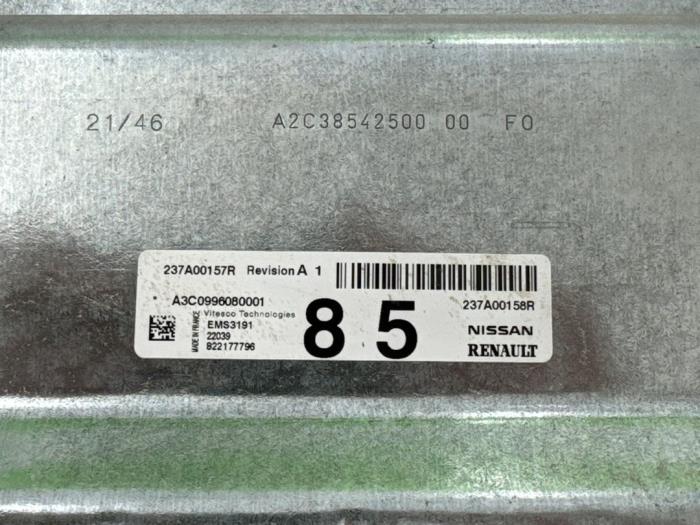 21/46 A2C38542500 00 F0
237A00157R Revision A 1
A3C0996080001
237A00158R
MADE IN FRANCE
Vitesco Technologies
EMS3191
22039
822177796
85
NISSAN
RENAULT